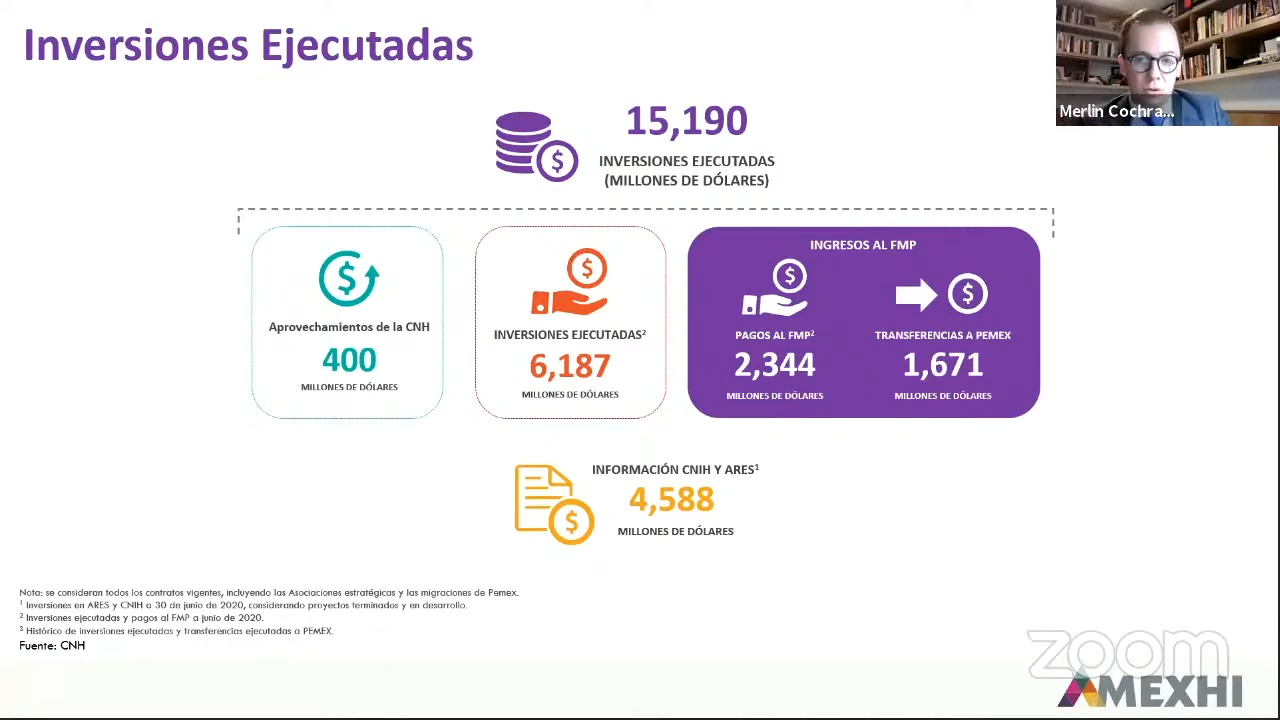 Inversiones Ejecutadas
Merlin Cochra...
15,190
INVERSIONES EJECUTADAS
(MILLONES DE DÓLARES)
Aprovechamientos de la CNH
400
MILLONES DE DÓLARES
INVERSIONES EJECUTADAS²
6,187
MILLONES DE DÓLARES
INGRESOS AL FMP
PAGOS AL FMP²
2,344
MILLONES DE DÓLARES
TRANSFERENCIAS A PEMEX
1,671
MILLONES DE DÓLARES
INFORMACIÓN CNIH Y ARES¹
4,588
MILLONES DE DÓLARES
Nota: se consideran todos los contratos vigentes, incluyendo las Asociaciones estratégicas y las migraciones de Pemex.
¹ Inversiones en ARES y CNIH a 30 de junio de 2020, considerando proyectos terminados y en desarrollo.
² Inversiones ejecutadas y pagos al FMP a junio de 2020.
³ Histórico de inversiones ejecutadas y transferencias ejecutadas a PEMEX.
Fuente: CNH
zoom
AMEXHI